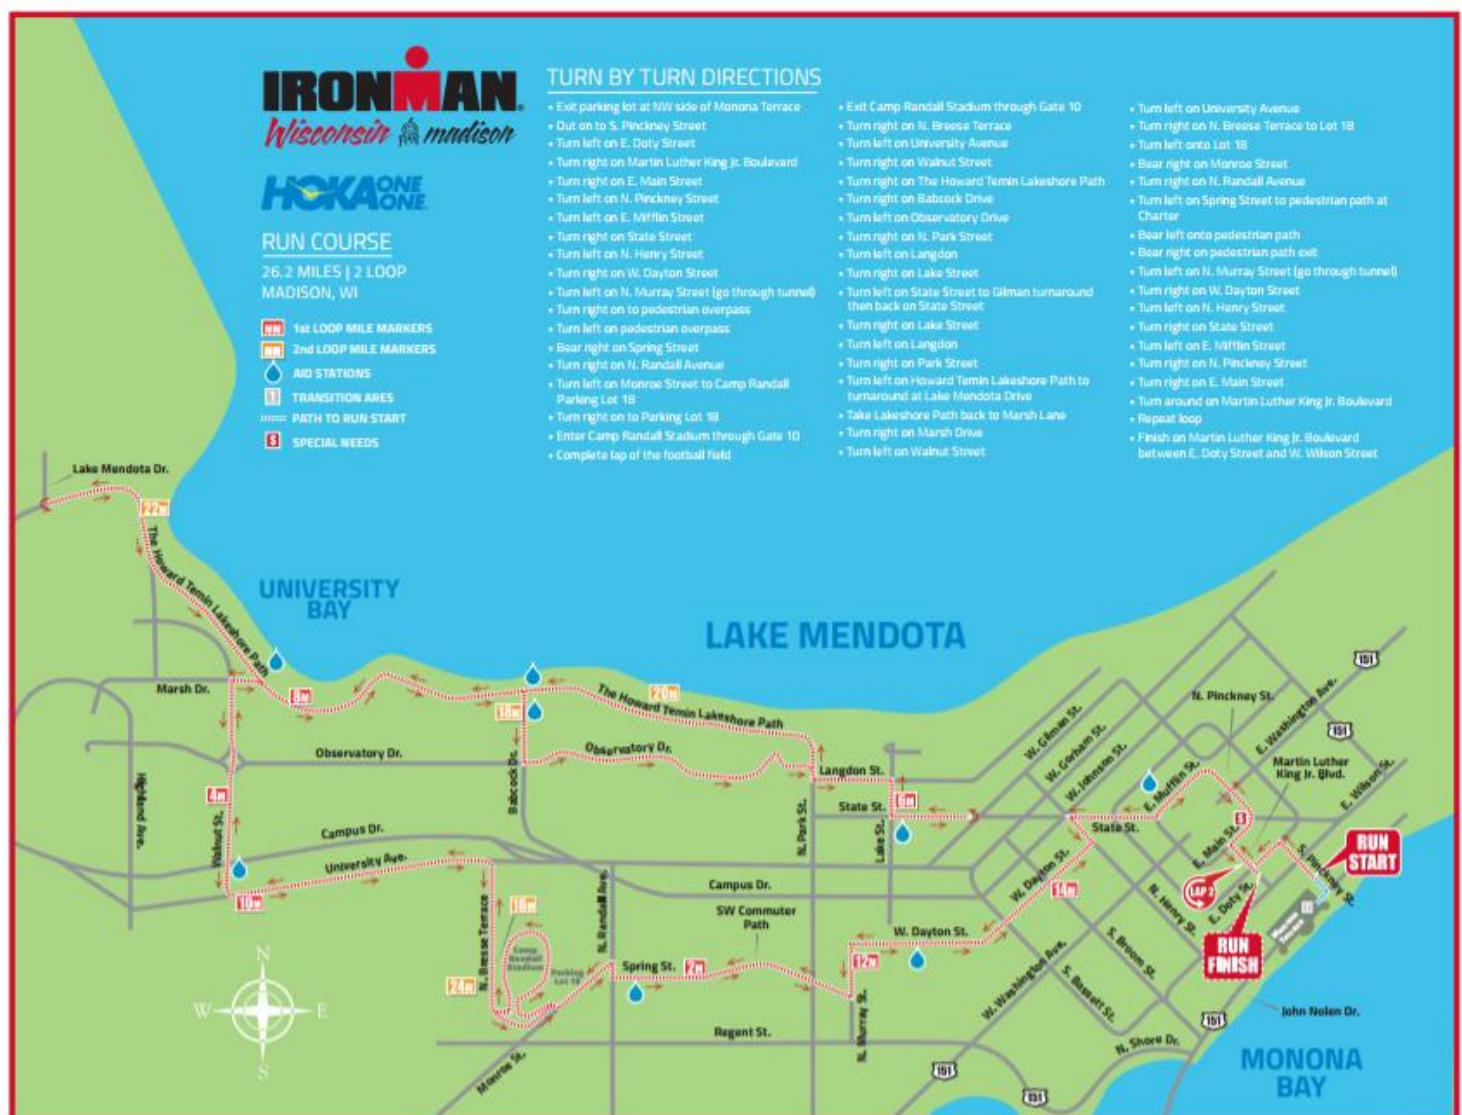 IRONMAN
Wisconsin madison
HOKA ONE ONE
RUN COURSE
26.2 MILES | 2 LOOP
MADISON, WI
1st LOOP MILE MARKERS
2nd LOOP MILE MARKERS
AID STATIONS
TRANSITION ARES
PATH TO RUN START
SPECIAL NEEDS
TURN BY TURN DIRECTIONS
• Exit parking lot at NW side of Monona Terrace
• Out on to S. Pinckney Street
• Turn left on E. Doty Street
• Turn right on Martin Luther King Jr. Boulevard
• Turn right on E. Main Street
• Turn left on N. Pinckney Street
• Turn left on E. Mifflin Street
• Turn right on State Street
• Turn left on N. Henry Street
• Turn right on W. Dayton Street
• Turn left on N. Murray Street (go through tunnel)
• Turn right on to pedestrian overpass
• Turn left on pedestrian overpass
• Bear right on Spring Street
• Turn right on N. Randall Avenue
• Turn left on Monroe Street to Camp Randall
Parking Lot 18
• Turn right on to Parking Lot 18
• Enter Camp Randall Stadium through Gate 10
• Complete lap of the football field
• Exit Camp Randall Stadium through Gate 10
• Turn right on N. Breese Terrace
• Turn left on University Avenue
• Turn right on Walnut Street
• Turn right on The Howard Temin Lakeshore Path
• Turn right on Babcock Drive
• Turn left on Observatory Drive
• Turn right on N. Park Street
• Turn left on Langdon
• Turn right on Lake Street
• Turn left on State Street to Gilman turnaround
then back on State Street
• Turn right on Lake Street
• Turn left on Langdon
• Turn right on Park Street
• Turn left on Howard Temin Lakeshore Path to
turnaround at Lake Mendota Drive
• Take Lakeshore Path back to Marsh Lane
• Turn right on Marsh Drive
• Turn left on Walnut Street
• Turn left on University Avenue
• Turn right on N. Breese Terrace to Lot 18
• Turn left onto Lot 18
• Bear right on Monroe Street
• Turn right on N. Randall Avenue
• Turn left on Spring Street to pedestrian path at
Charter
• Bear left onto pedestrian path
• Bear right on pedestrian path exit
• Turn left on N. Murray Street (go through tunnel)
• Turn right on W. Dayton Street
• Turn left on N. Henry Street
• Turn right on State Street
• Turn left on E. Mifflin Street
• Turn right on N. Pinckney Street
• Turn right on E. Main Street
• Turn around on Martin Luther King Jr. Boulevard
• Repeat loop
• Finish on Martin Luther King Jr. Boulevard
between E. Doty Street and W. Wilson Street
Lake Mendota Dr.
22M
The Howard Temin Lakeshore Path
UNIVERSITY
BAY
LAKE MENDOTA
Marsh Dr.
8M
18M
20M
The Howard Temin Lakeshore Path
Observatory Dr.
Observatory Dr.
Babcock Dr.
Highland Ave.
4M
Walnut St.
Campus Dr.
University Ave.
10M
Langdon St.
State St.
6M
N. Park St.
Lake St.
W. Gilman St.
W. Gorham St.
W. Johnson St.
N. Pinckney St.
E. Washington Ave.
151
151
Martin Luther
King Jr. Blvd.
E. Wilson St.
E. Mufflin St.
State St.
S
E. Main St.
S. Pinckney St.
RUN
START
LAP 2
E. Doty St.
RUN
FINISH
W. Dayton St.
14M
N. Henry St.
Campus Dr.
SW Commuter
Path
W. Dayton St.
12M
N. Bresse Terrace
16M
Camp
Randall
Stadium
24M
Parking
Lot 18
N. Randall Ave.
Spring St.
2M
N. Murray St.
Regent St.
Monroe St.
W. Washington Ave.
S. Broom St.
S. Bassett St.
N. Shore Dr.
John Nolen Dr.
151
151
151
MONONA
BAY
N
W
E
S